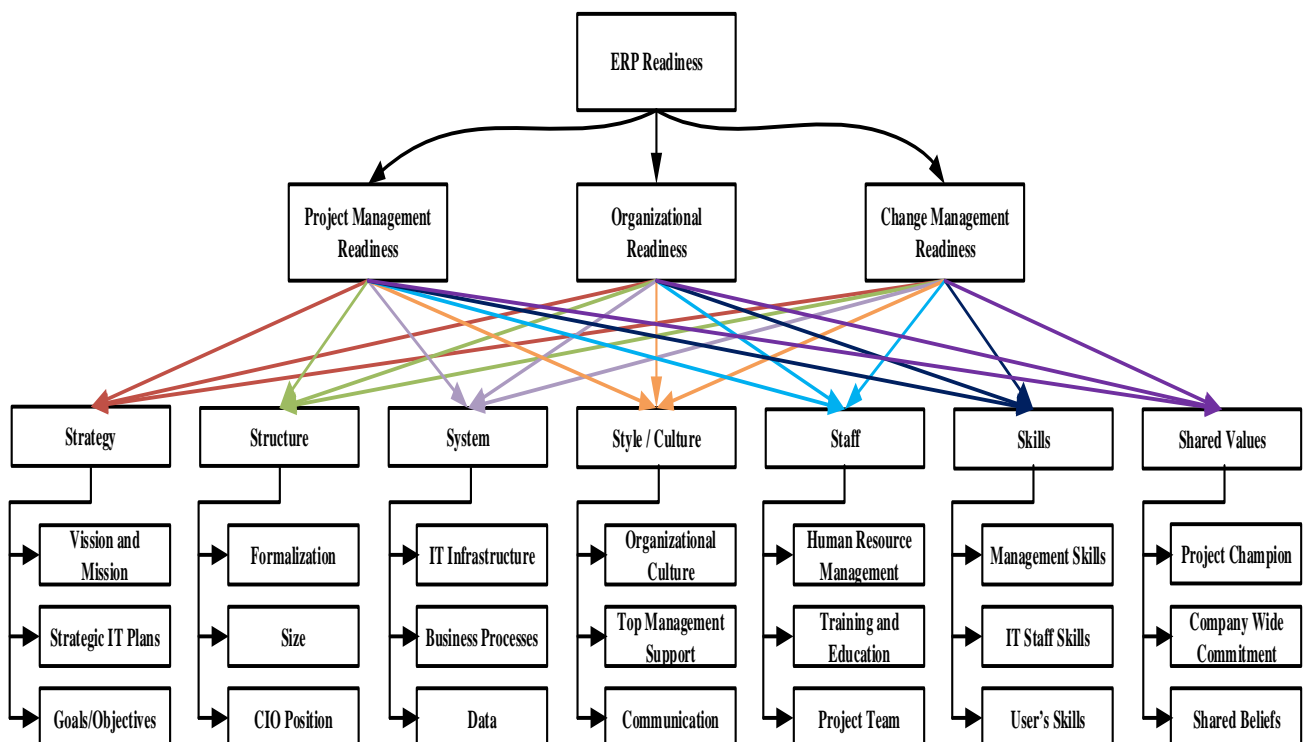 ERP Readiness
Project Management
Readiness
Organizational
Readiness
Change Management
Readiness
Strategy
Structure
System
Style / Culture
Staff
Skills
Shared Values
Vission and
Mission
Formalization
IT Infrastructure
Organizational
Culture
Human Resource
Management
Management Skills
Project Champion
Strategic IT Plans
Size
Business Processes
Top Management
Support
Training and
Education
IT Staff Skills
Company Wide
Commitment
Goals/Objectives
CIO Position
Data
Communication
Project Team
User's Skills
Shared Beliefs